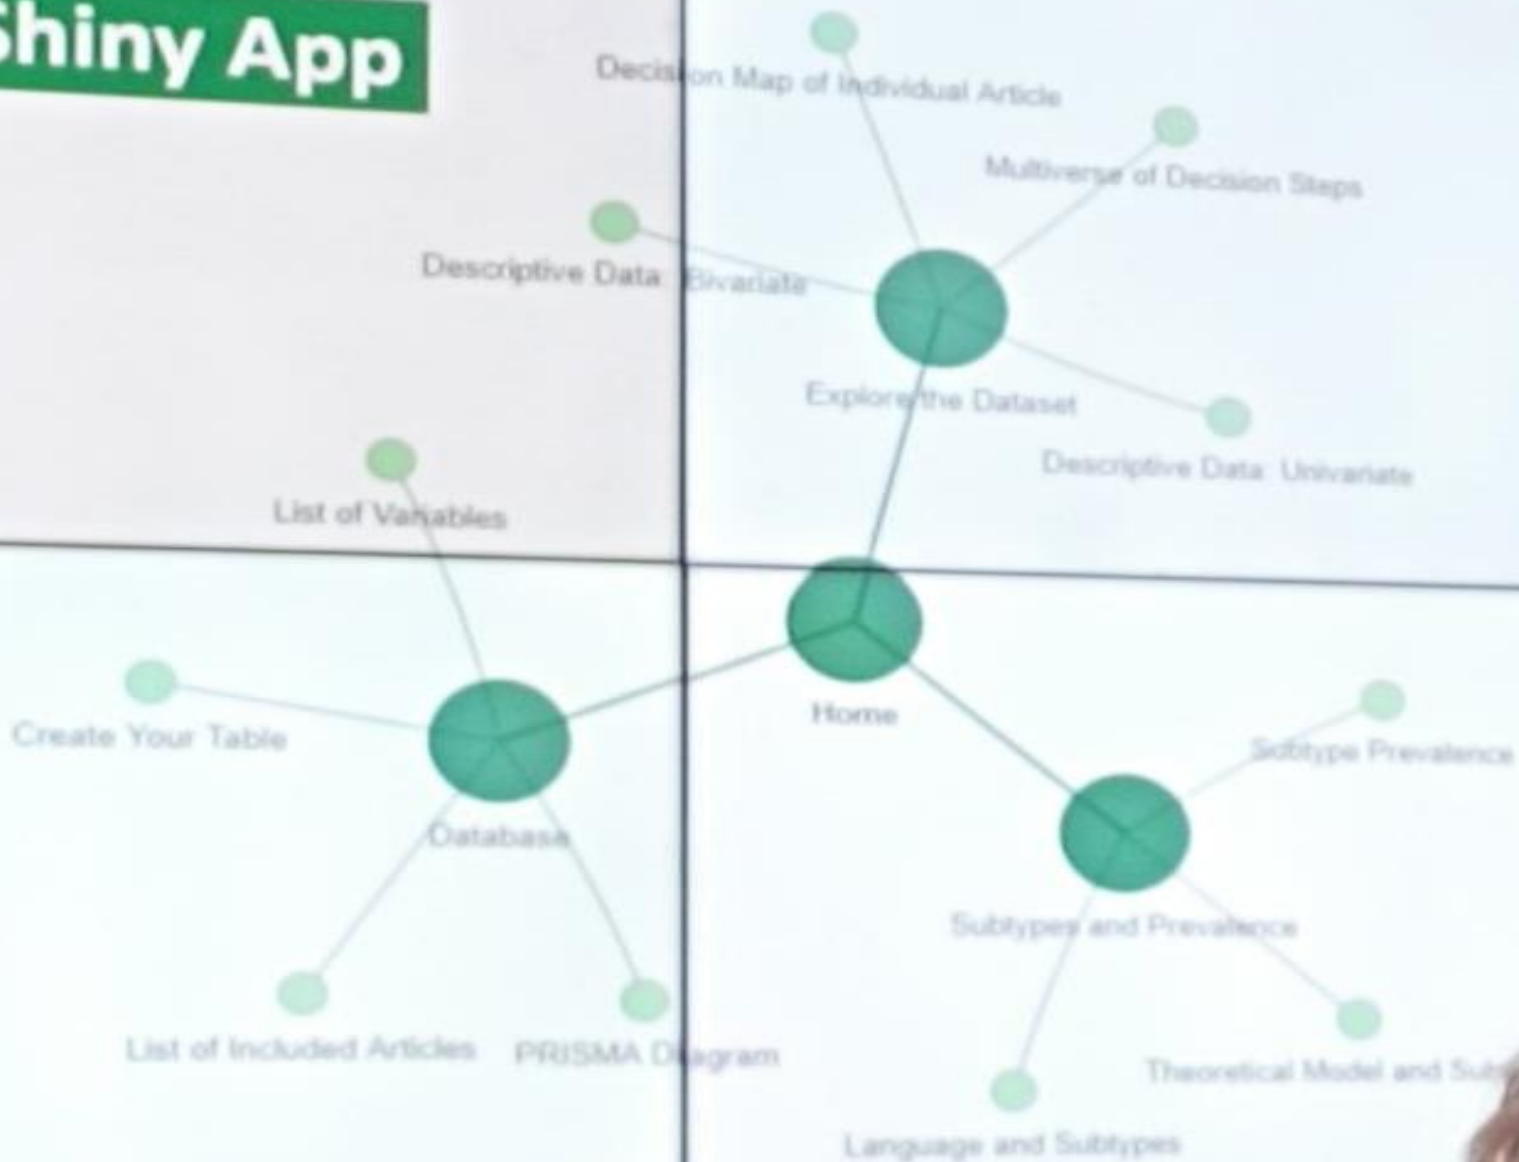 Shiny App
Decision Map of Individual Article
Multiverse of Decision Steps
Descriptive Data: Bivariate
Explore the Dataset
Descriptive Data: Univariate
List of Variables
Home
Create Your Table
Subtype Prevalence
Database
Subtypes and Prevalence
List of Included Articles
PRISMA Diagram
Theoretical Model and
Language and Subtypes